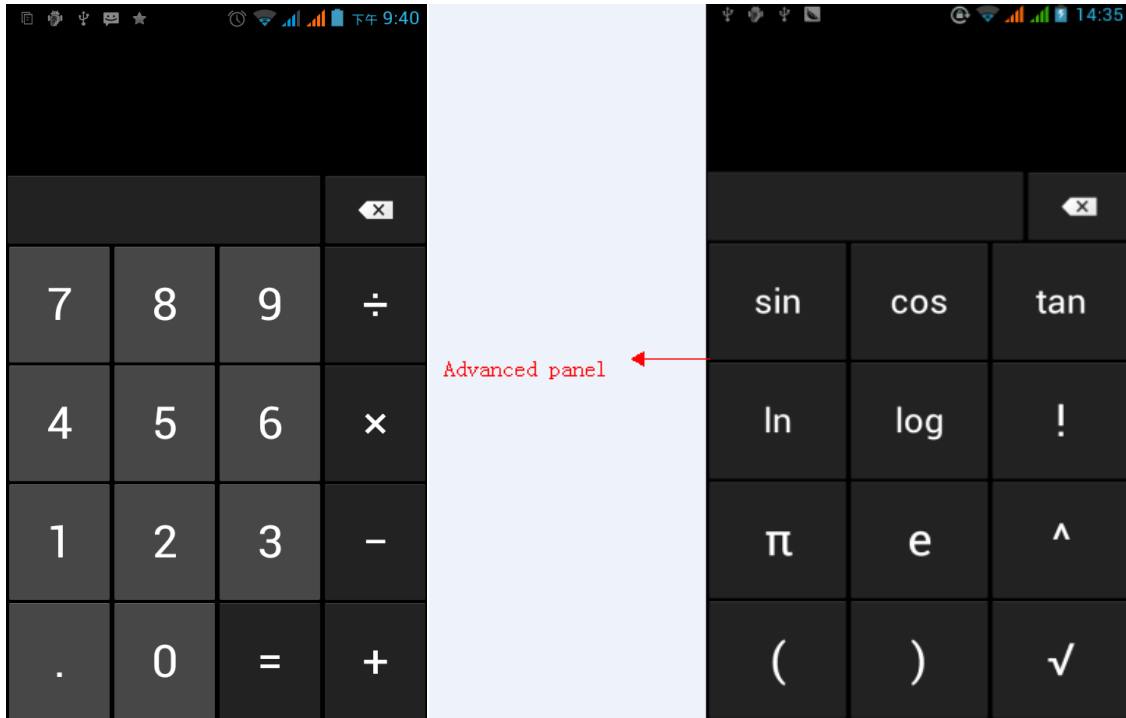 下午 9:40
7 8 9 ÷
4 5 6 ×
1 2 3 −
. 0 = +
Advanced panel
14:35
sin cos tan
ln log !
π e ^
( ) √